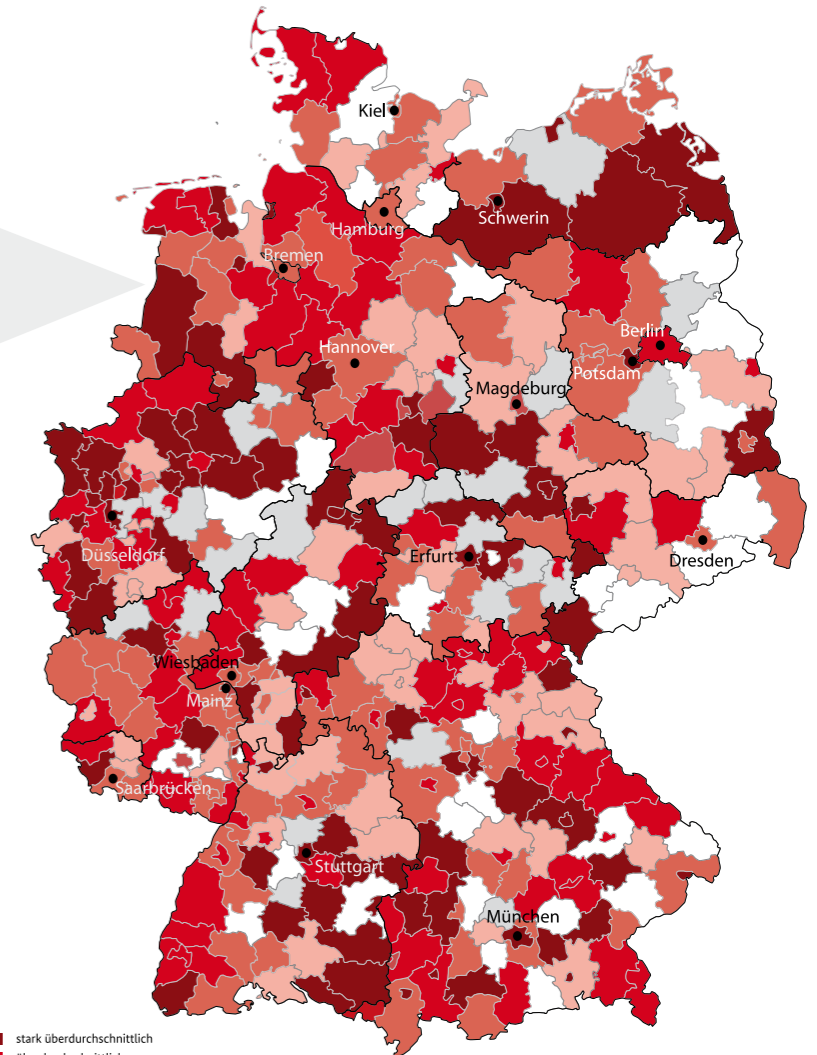 Kiel
Schwerin
Hamburg
Bremen
Berlin
Hannover
Potsdam
Magdeburg
Düsseldorf
Erfurt
Dresden
Wiesbaden
Mainz
Saarbrücken
Stuttgart
München
stark überdurchschnittlich